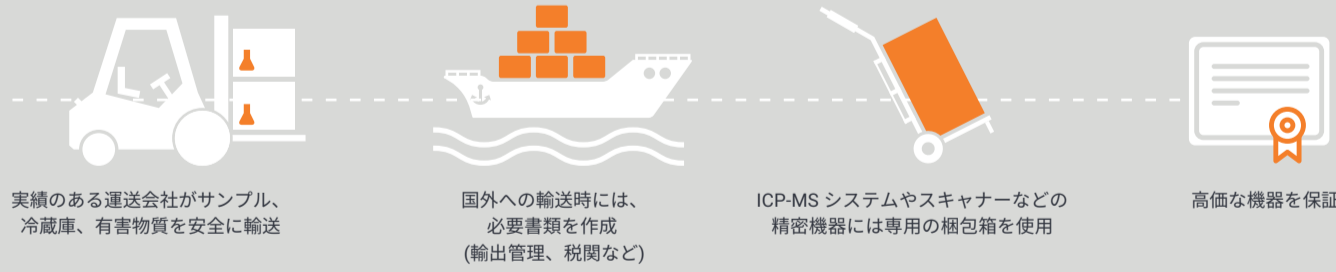 実績のある運送会社がサンプル、
冷蔵庫、有害物質を安全に輸送
国外への輸送時には、
必要書類を作成
(輸出管理、税関など)
ICP-MS システムやスキャナーなどの
精密機器には専用の梱包箱を使用
高価な機器を保証